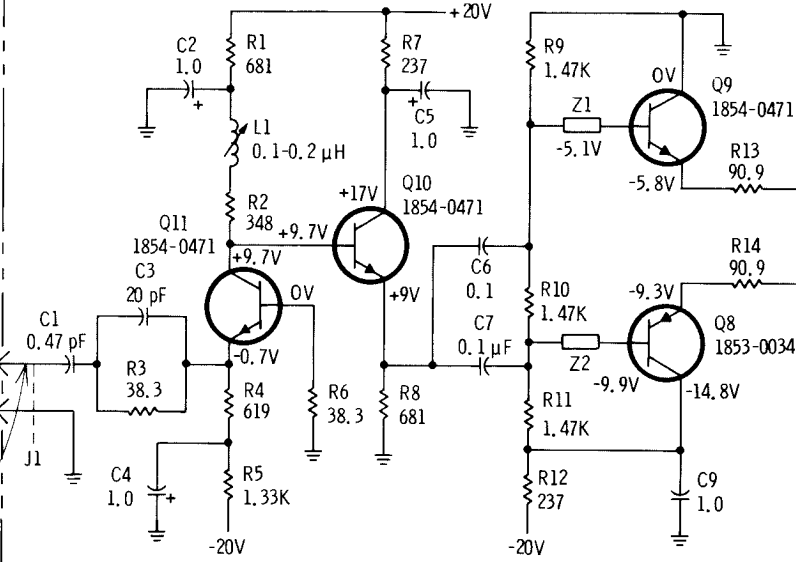 +20V
C2
1.0
+
R1
681
R7
237
+
C5
1.0
L1
0.1-0.2 μH
R2
348
Q11
1854-0471
+9.7V
+9.7V
+17V
Q10
1854-0471
+9V
C3
20 pF
C1
0.47 pF
R3
38.3
J1
0V
-0.7V
R4
619
R6
38.3
R8
681
C4
1.0
+
R5
1.33K
-20V
C6
0.1
C7
0.1 μF
R9
1.47K
R10
1.47K
R11
1.47K
R12
237
-20V
Z1
-5.1V
0V
Q9
1854-0471
-5.8V
R13
90.9
R14
90.9
-9.3V
Q8
1853-0034
Z2
-9.9V
-14.8V
C9
1.0